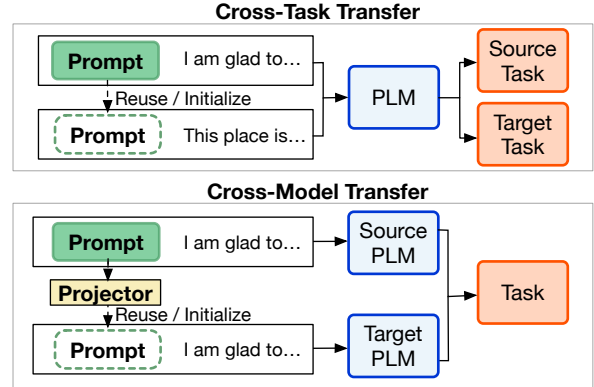 Cross-Task Transfer
Prompt I am glad to…
Reuse / Initialize
Prompt This place is…
PLM
Source
Task
Target
Task
Cross-Model Transfer
Prompt I am glad to…
Projector
Reuse / Initialize
Prompt I am glad to…
Source
PLM
Target
PLM
Task